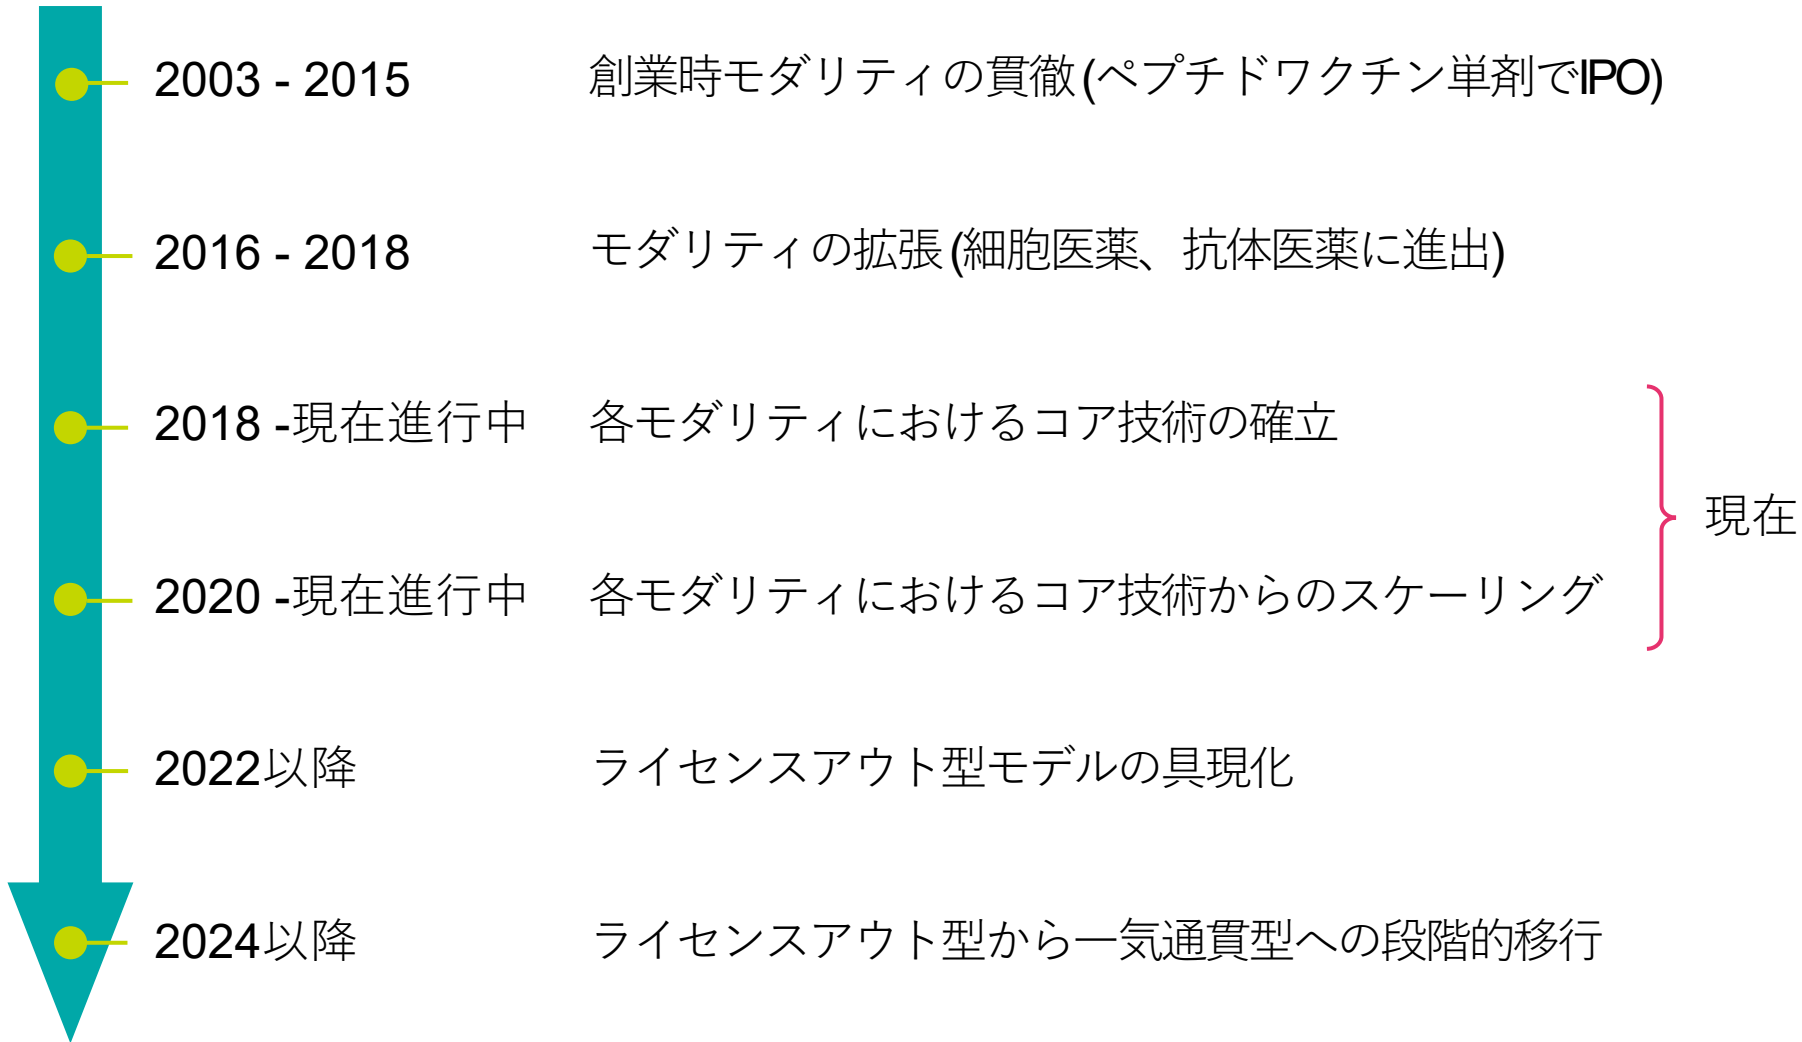 2003 - 2015 創業時モダリティの貫徹(ペプチドワクチン単剤でIPO)
2016 - 2018 モダリティの拡張(細胞医薬、抗体医薬に進出)
2018 -現在進行中 各モダリティにおけるコア技術の確立
現在
2020 -現在進行中 各モダリティにおけるコア技術からのスケーリング
2022以降 ライセンスアウト型モデルの具現化
2024以降 ライセンスアウト型から一気通貫型への段階的移行